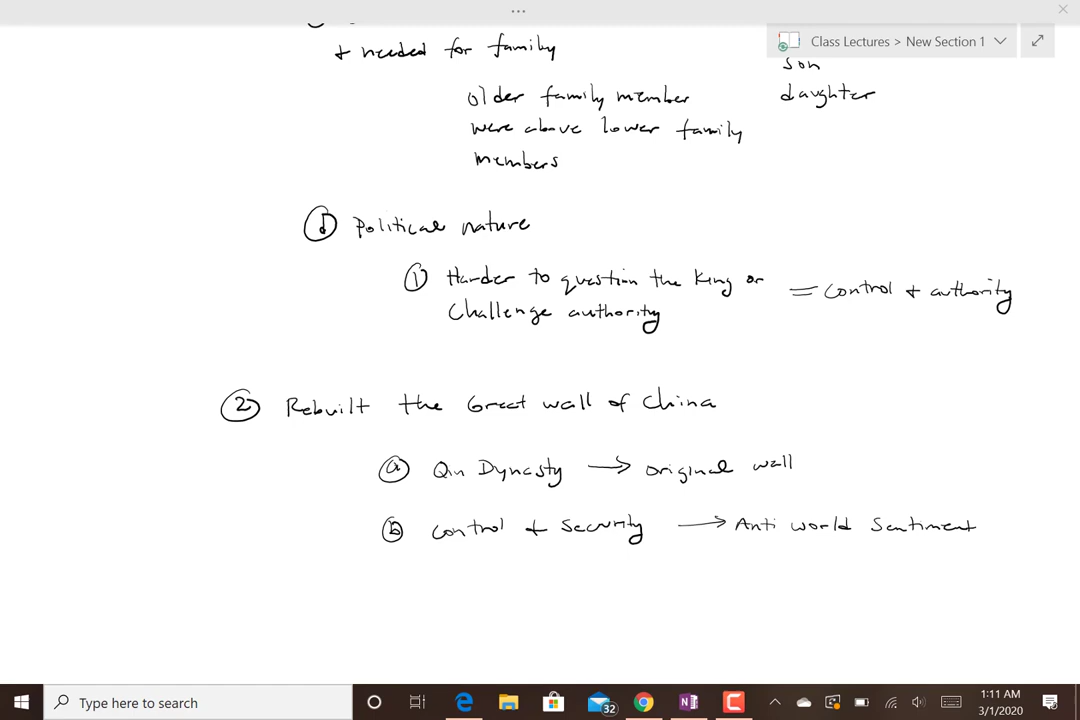 Class Lectures > New Section 1
+ needed for family
son
older family member
daughter
were above lower family
members
d Political nature
1 Harder to question the King or
= control + authority
challenge authority
2 Rebuilt the Great wall of China
a Qin Dynasty → original wall
b Control + Security → Anti world Sentiment
Type here to search
32
1:11 AM
3/1/2020